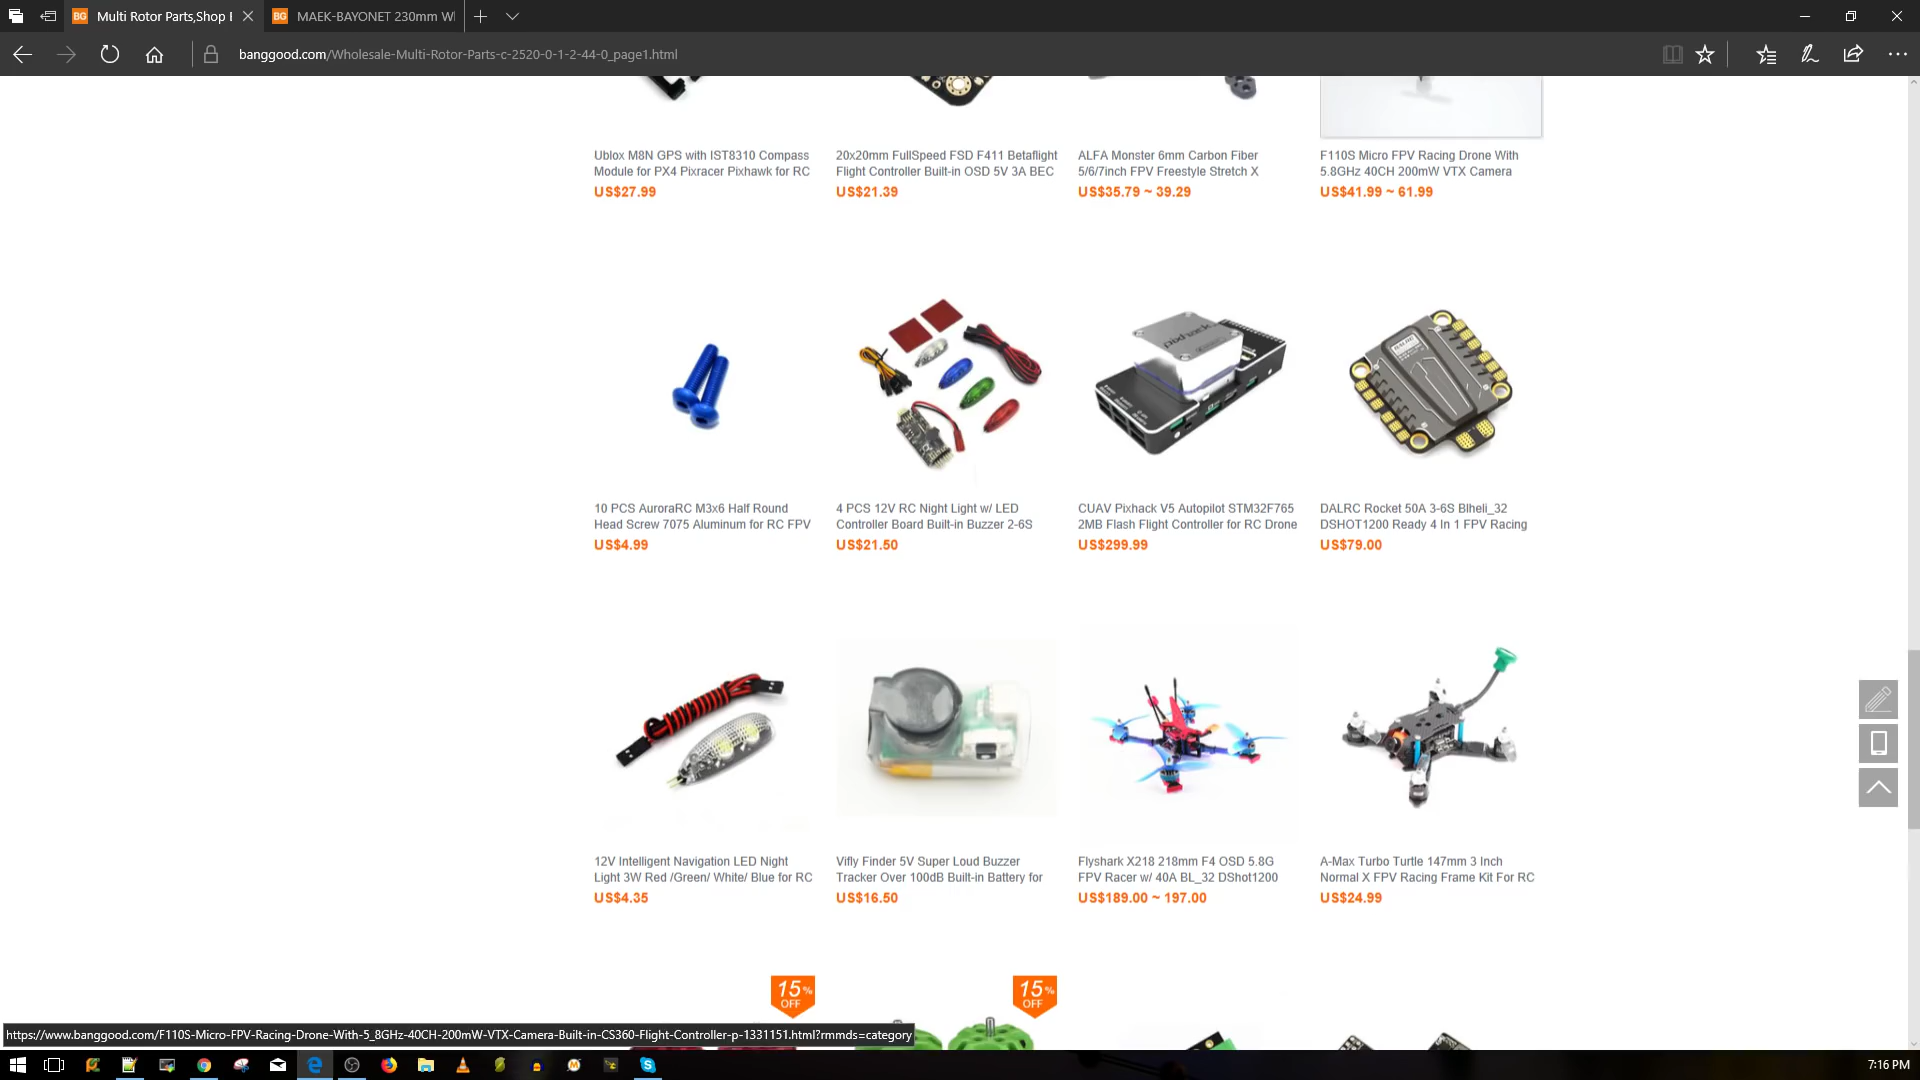 Multi Rotor Parts,Shop
MAEK-BAYONET 230mm
banggood.com/Wholesale-Multi-Rotor-Parts-c-2520-0-1-2-44-0_page1.html
Ublox M8N GPS with IST8310 Compass
Module for PX4 Pixracer Pixhawk for RC
US$27.99
20x20mm FullSpeed FSD F411 Betaflight
Flight Controller Built-in OSD 5V 3A BEC
US$21.39
ALFA Monster 6mm Carbon Fiber
5/6/7inch FPV Freestyle Stretch X
US$35.79 ~ 39.29
F110S Micro FPV Racing Drone With
5.8GHz 40CH 200mW VTX Camera
US$41.99 ~ 61.99
pixhack
10 PCS AuroraRC M3x6 Half Round
Head Screw 7075 Aluminum for RC FPV
US$4.99
4 PCS 12V RC Night Light w/ LED
Controller Board Built-in Buzzer 2-6S
US$21.50
CUAV Pixhack V5 Autopilot STM32F765
2MB Flash Flight Controller for RC Drone
US$299.99
DALRC Rocket 50A 3-6S Blheli_32
DSHOT1200 Ready 4 In 1 FPV Racing
US$79.00
12V Intelligent Navigation LED Night
Light 3W Red /Green/ White/ Blue for RC
US$4.35
Vifly Finder 5V Super Loud Buzzer
Tracker Over 100dB Built-in Battery for
US$16.50
Flyshark X218 218mm F4 OSD 5.8G
FPV Racer w/ 40A BL_32 DShot1200
US$189.00 ~ 197.00
A-Max Turbo Turtle 147mm 3 Inch
Normal X FPV Racing Frame Kit For RC
US$24.99
15%
OFF
15%
OFF
https://www.banggood.com/F110S-Micro-FPV-Racing-Drone-With-5_8GHz-40CH-200mW-VTX-Camera-Built-in-CS360-Flight-Controller-p-1331151.html?rmmds=category
7:16 PM